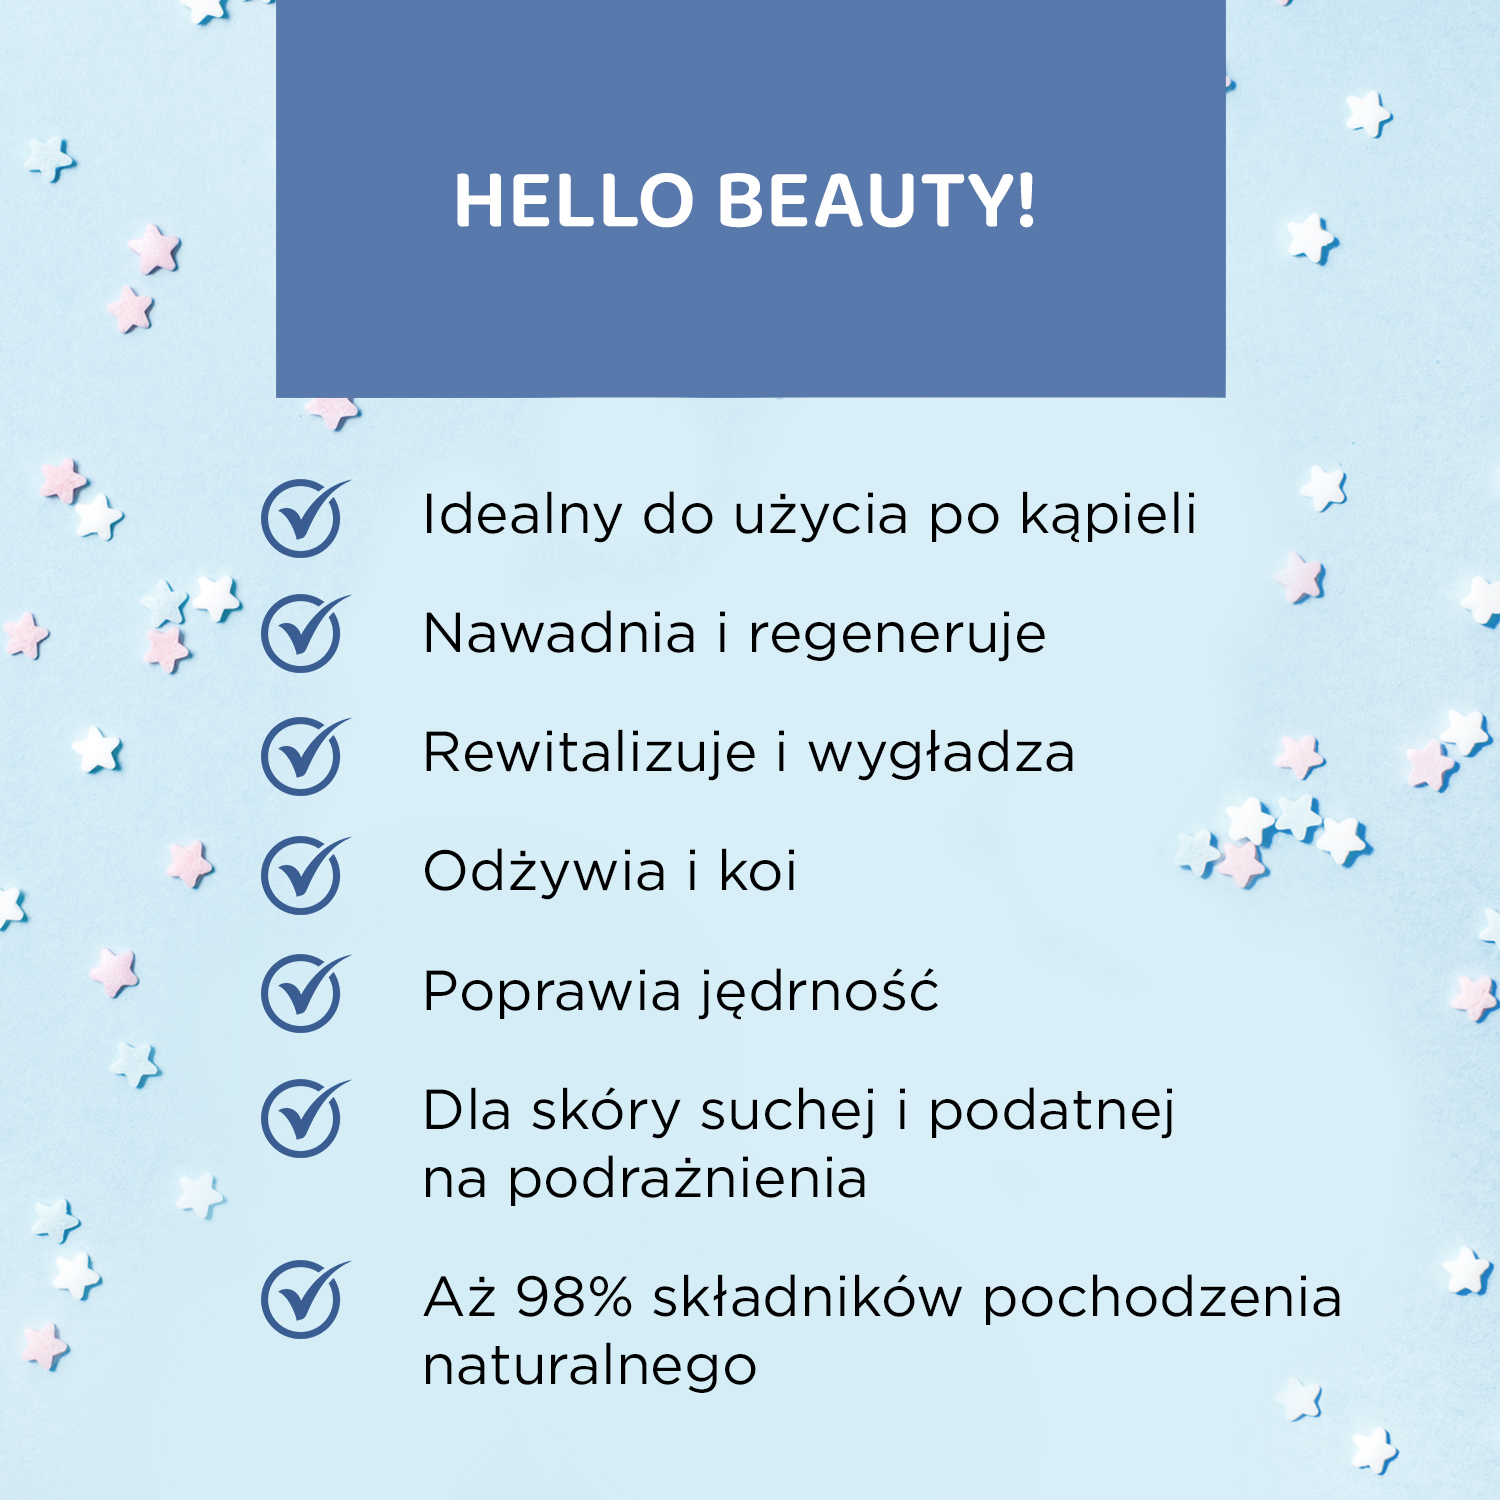 HELLO BEAUTY!
Idealny do użycia po kąpieli
Nawadnia i regeneruje
Rewitalizuje i wygładza
Odżywia i koi
Poprawia jędrność
Dla skóry suchej i podatnej
na podrażnienia
Aż 98% składników pochodzenia
naturalnego